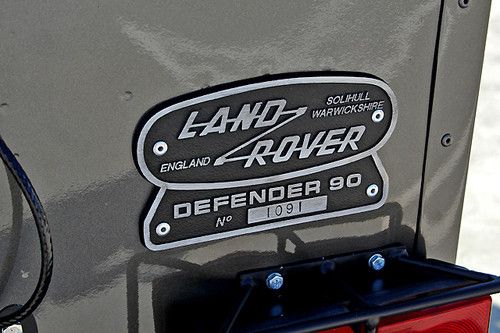 LAND ROVER
SOLIHULL
WARWICKSHIRE
ENGLAND
DEFENDER 90
Nº 1091